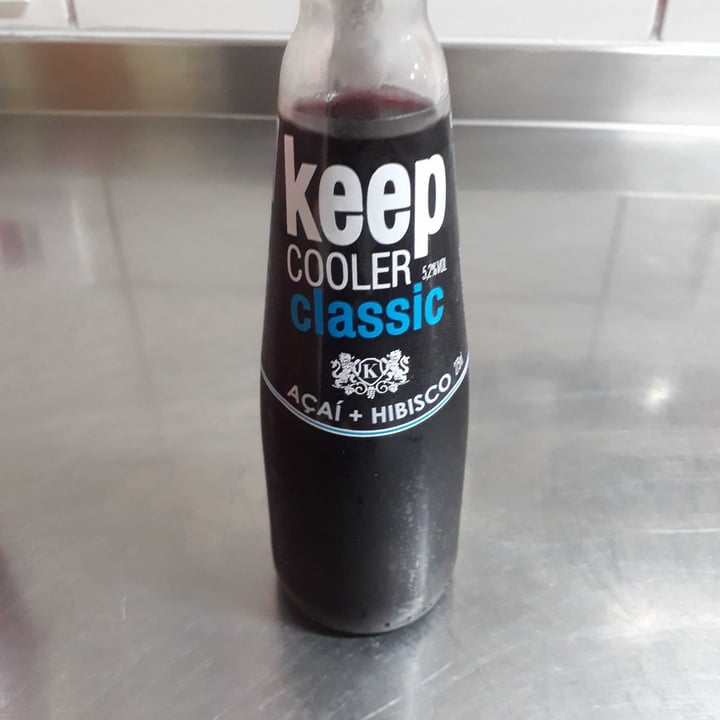 keep
COOLER 5,2%VOL
classic
K
AÇAÍ + HIBISCO